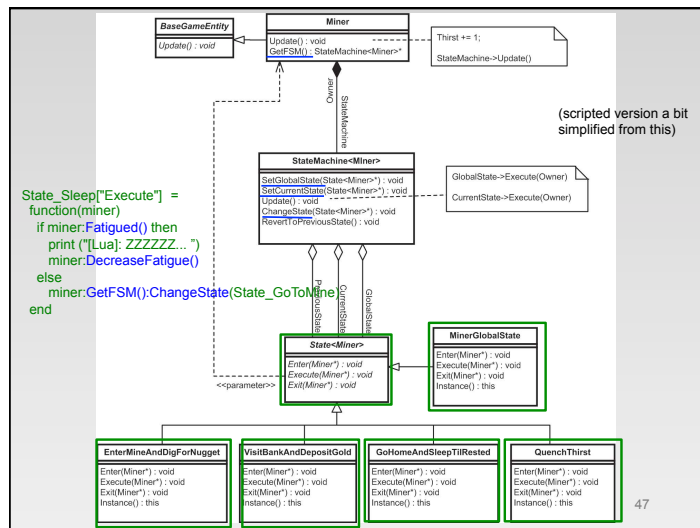 BaseGameEntity
Update() : void
Miner
Update() : void
GetFSM() : StateMachine<Miner>*
Thirst += 1;
StateMachine->Update()
Owner
StateMachine
(scripted version a bit
simplified from this)
StateMachine<MIner>
SetGlobalState(State<Miner>*) : void
SetCurrentState(State<Miner>*) : void
Update() : void
ChangeState(State<Miner>*) : void
RevertToPreviousState() : void
GlobalState->Execute(Owner)
CurrentState->Execute(Owner)
State_Sleep["Execute"] =
function(miner)
if miner:Fatigued() then
print ("[Lua]: ZZZZZZ... ")
miner:DecreaseFatigue()
else
miner:GetFSM():ChangeState(State_GoToMine)
end
PreviousState
CurrentState
GlobalState
State<Miner>
Enter(Miner*) : void
Execute(Miner*) : void
Exit(Miner*) : void
<<parameter>>
MinerGlobalState
Enter(Miner*) : void
Execute(Miner*) : void
Exit(Miner*) : void
Instance() : this
EnterMineAndDigForNugget
Enter(Miner*) : void
Execute(Miner*) : void
Exit(Miner*) : void
Instance() : this
VisitBankAndDepositGold
Enter(Miner*) : void
Execute(Miner*) : void
Exit(Miner*) : void
Instance() : this
GoHomeAndSleepTilRested
Enter(Miner*) : void
Execute(Miner*) : void
Exit(Miner*) : void
Instance() : this
QuenchThirst
Enter(Miner*) : void
Execute(Miner*) : void
Exit(Miner*) : void
Instance() : this
47